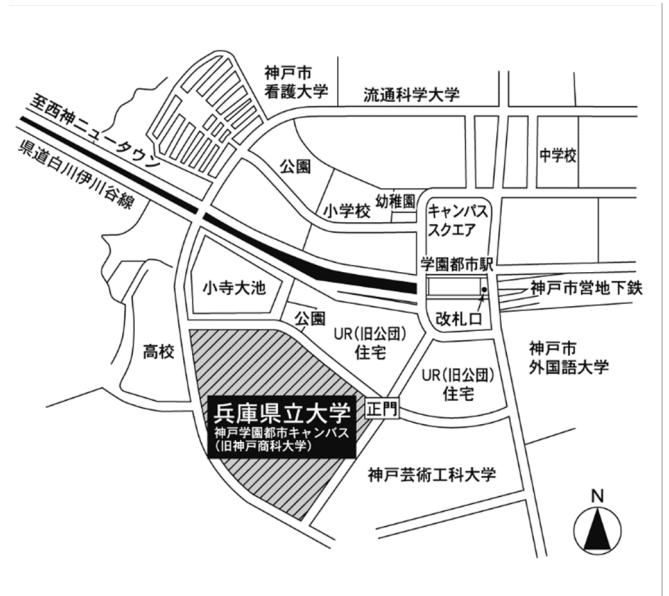 神戸市
看護大学
流通科学大学
至西神ニュータウン
県道白川伊川谷線
公園
中学校
幼稚園
小学校
キャンパス
スクエア
学園都市駅
小寺大池
神戸市営地下鉄
改札口
公園
UR(旧公団)
住宅
高校
神戸市
外国語大学
UR(旧公団)
住宅
正門
兵庫県立大学
神戸学園都市キャンパス
(旧神戸商科大学)
神戸芸術工科大学
N